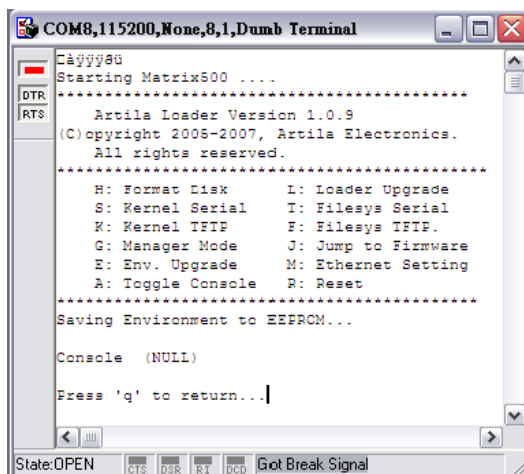 COM8,115200,None,8,1,Dumb Terminal
DTR
RTS
Càÿÿÿ8ü
Starting Matrix500 ....
*******************************************
Artila Loader Version 1.0.9
(C)opyright 2005-2007, Artila Electronics.
All rights reserved.
*********************************************
H: Format Disk L: Loader Upgrade
S: Kernel Serial T: Filesys Serial
K: Kernel TFTP F: Filesys TFTP.
G: Manager Mode J: Jump to Firmware
E: Env. Upgrade M: Ethernet Setting
A: Toggle Console R: Reset
********************************************
Saving Environment to EEPROM...
Console (NULL)
Press 'q' to return...
State:OPEN CTS DSR RI DCD Got Break Signal